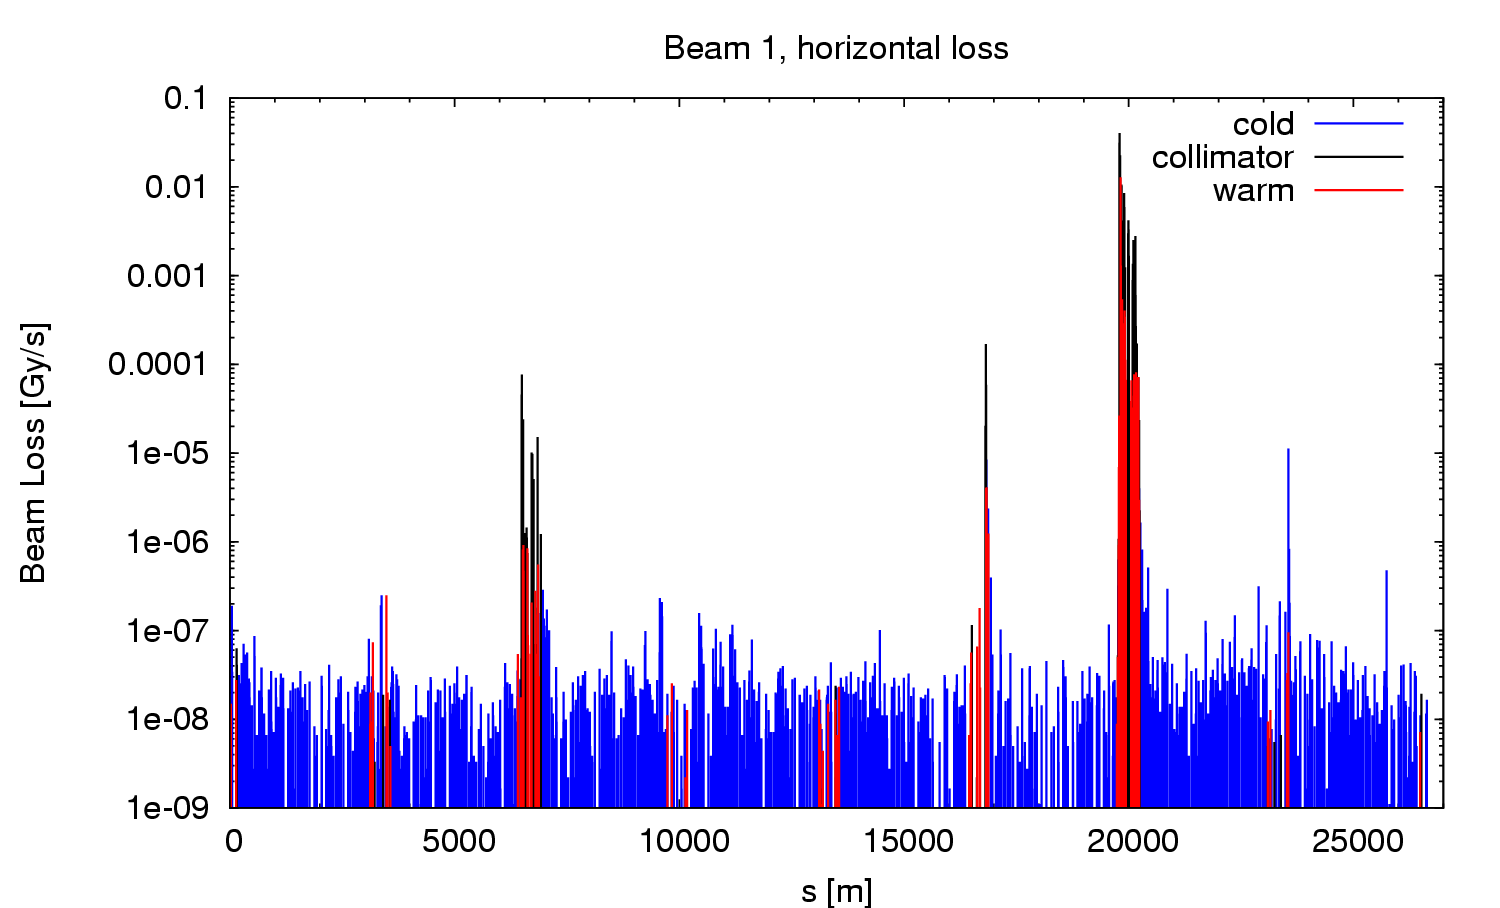 Beam 1, horizontal loss
cold
collimator
warm
0.1
0.01
0.001
0.0001
1e-05
1e-06
1e-07
1e-08
1e-09
Beam Loss [Gy/s]
0 5000 10000 15000 20000 25000
s [m]